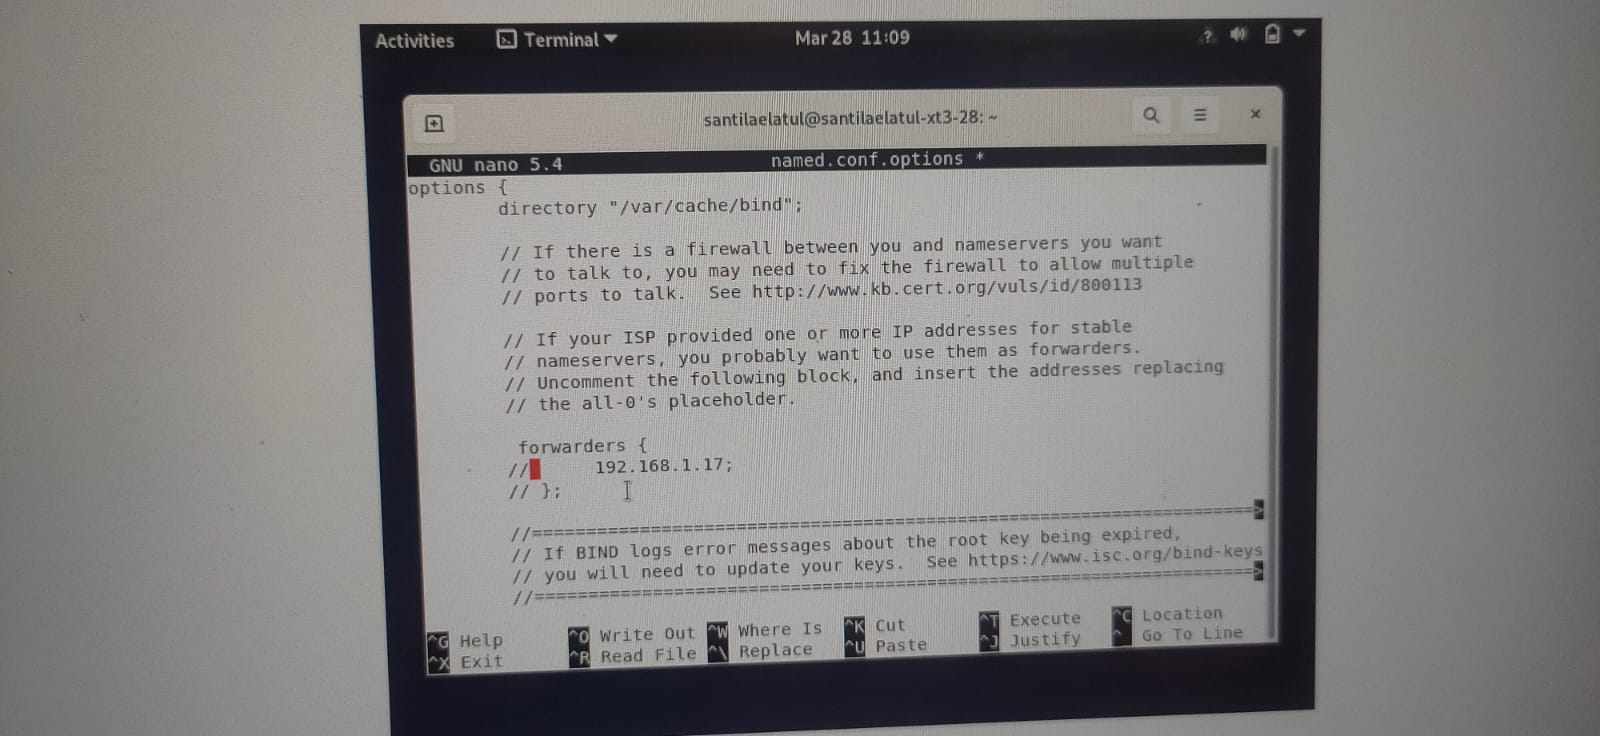 Activities Terminal Mar 28 11:09 ?
santilaelatul@santilaelatul-xt3-28: ~
GNU nano 5.4 named.conf.options *
options {
directory "/var/cache/bind";
// If there is a firewall between you and nameservers you want
// to talk to, you may need to fix the firewall to allow multiple
// ports to talk.  See http://www.kb.cert.org/vuls/id/800113
// If your ISP provided one or more IP addresses for stable
// nameservers, you probably want to use them as forwarders.
// Uncomment the following block, and insert the addresses replacing
// the all-0's placeholder.
forwarders {
// 192.168.1.17;
// };
//========================================================================>
// If BIND logs error messages about the root key being expired,
// you will need to update your keys.  See https://www.isc.org/bind-keys
//========================================================================>
^G Help ^O Write Out ^W Where Is ^K Cut ^T Execute ^C Location
^X Exit ^R Read File ^\ Replace ^U Paste ^J Justify ^_ Go To Line